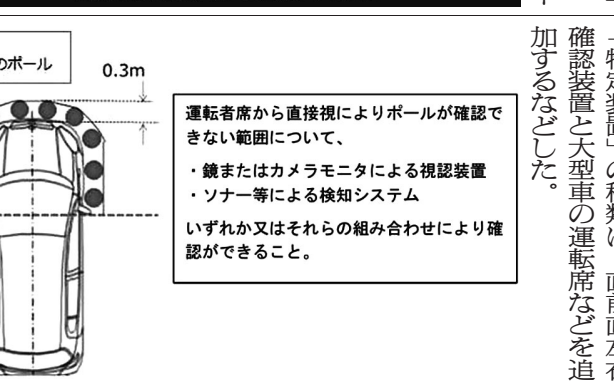 のポール
0.3m
運転者席から直接視によりポールが確認で
きない範囲について、
・鏡またはカメラモニタによる視認装置
・ソナー等による検知システム
いずれか又はそれらの組み合わせにより確
認ができること。
確認装置と大型車の運転席などを追
加するなどした。